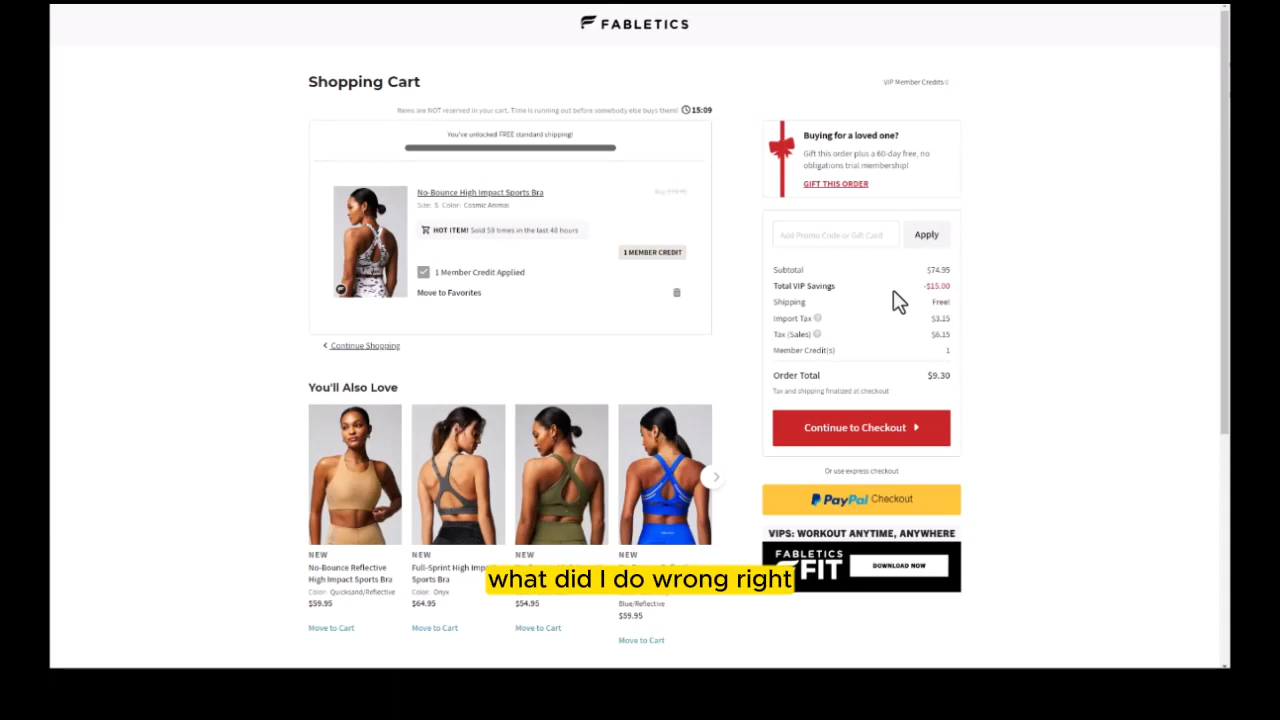 FABLETICS
Shopping Cart
VIP Member Credits 0
Items are NOT reserved in your cart. Time is running out before somebody else buys them! 15:09
You've unlocked FREE standard shipping!
No-Bounce High Impact Sports Bra
Size: S Color: Cosmic Animal
HOT ITEM! Sold 59 times in the last 48 hours
1 MEMBER CREDIT
1 Member Credit Applied
Move to Favorites
Continue Shopping
Buying for a loved one?
Gift this order plus a 60-day free, no
obligations trial membership!
GIFT THIS ORDER
Add Promo Code or Gift Card Apply
Subtotal $74.95
Total VIP Savings -$15.00
Shipping Free!
Import Tax $3.15
Tax (Sales) $6.15
Member Credit(s) 1
Order Total $9.30
Tax and shipping finalized at checkout
Continue to Checkout
Or use express checkout
PayPal Checkout
VIPS: WORKOUT ANYTIME, ANYWHERE
FABLETICS
FIT
DOWNLOAD NOW
You'll Also Love
NEW
No-Bounce Reflective
High Impact Sports Bra
Color: Quicksand/Reflective
$59.95
Move to Cart
NEW
Full-Sprint High Imp
Sports Bra
Color: Onyx
$64.95
Move to Cart
NEW
$54.95
Move to Cart
NEW
Blue/Reflective
$59.95
Move to Cart
what did I do wrong right